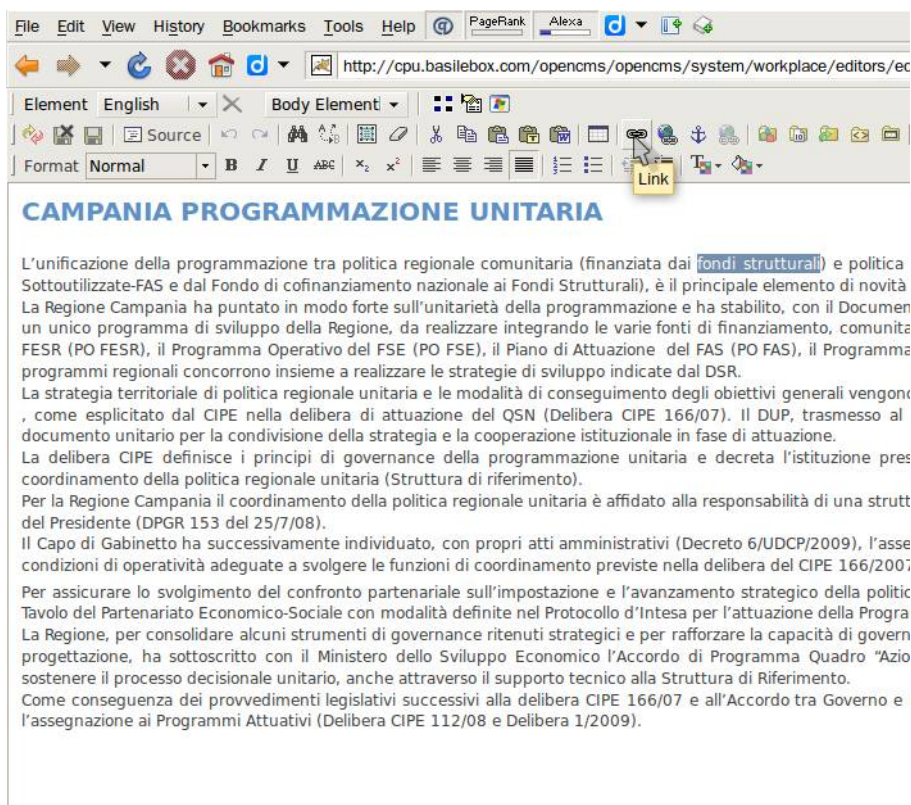 File Edit View History Bookmarks Tools Help PageRank Alexa
http://cpu.basilebox.com/opencms/opencms/system/workplace/editors/ed
Element English Body Element
Source
Format Normal B I U ABC x₂ x²
Link
CAMPANIA PROGRAMMAZIONE UNITARIA
L’unificazione della programmazione tra politica regionale comunitaria (finanziata dai fondi strutturali) e politica
Sottoutilizzate-FAS e dal Fondo di cofinanziamento nazionale ai Fondi Strutturali), è il principale elemento di novità
La Regione Campania ha puntato in modo forte sull’unitarietà della programmazione e ha stabilito, con il Documen
un unico programma di sviluppo della Regione, da realizzare integrando le varie fonti di finanziamento, comunita
FESR (PO FESR), il Programma Operativo del FSE (PO FSE), il Piano di Attuazione del FAS (PO FAS), il Programma
programmi regionali concorrono insieme a realizzare le strategie di sviluppo indicate dal DSR.
La strategia territoriale di politica regionale unitaria e le modalità di conseguimento degli obiettivi generali vengono
, come esplicitato dal CIPE nella delibera di attuazione del QSN (Delibera CIPE 166/07). Il DUP, trasmesso al
documento unitario per la condivisione della strategia e la cooperazione istituzionale in fase di attuazione.
La delibera CIPE definisce i principi di governance della programmazione unitaria e decreta l’istituzione pres
coordinamento della politica regionale unitaria (Struttura di riferimento).
Per la Regione Campania il coordinamento della politica regionale unitaria è affidato alla responsabilità di una strutt
del Presidente (DPGR 153 del 25/7/08).
Il Capo di Gabinetto ha successivamente individuato, con propri atti amministrativi (Decreto 6/UDCP/2009), l’asse
condizioni di operatività adeguate a svolgere le funzioni di coordinamento previste nella delibera del CIPE 166/2007
Per assicurare lo svolgimento del confronto partenariale sull’impostazione e l’avanzamento strategico della politic
Tavolo del Partenariato Economico-Sociale con modalità definite nel Protocollo d’Intesa per l’attuazione della Progra
La Regione, per consolidare alcuni strumenti di governance ritenuti strategici e per rafforzare la capacità di govern
progettazione, ha sottoscritto con il Ministero dello Sviluppo Economico l’Accordo di Programma Quadro “Azio
sostenere il processo decisionale unitario, anche attraverso il supporto tecnico alla Struttura di Riferimento.
Come conseguenza dei provvedimenti legislativi successivi alla delibera CIPE 166/07 e all’Accordo tra Governo e
l’assegnazione ai Programmi Attuativi (Delibera CIPE 112/08 e Delibera 1/2009).